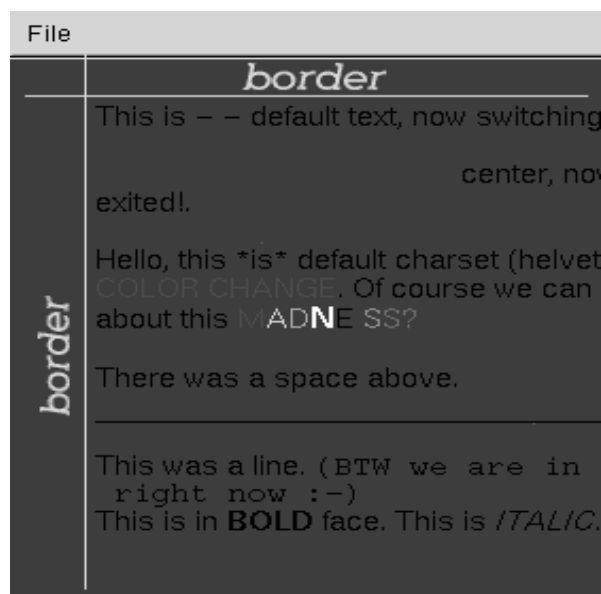 File
border
This is - - default text, now switching
center, now
exited!.
Hello, this *is* default charset (helvet
COLOR CHANGE. Of course we can
about this MADNE SS?
border
There was a space above.
This was a line. (BTW we are in
right now :-)
This is in BOLD face. This is ITALIC.